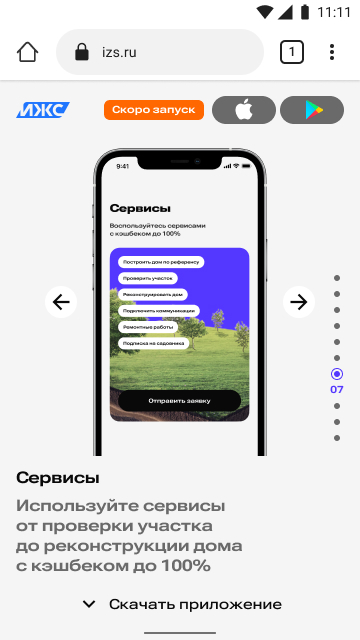 11:11
izs.ru
1
ИЖС
Скоро запуск
9:41
Сервисы
Воспользуйтесь сервисами
с кэшбеком до 100%
Построить дом по референсу
Проверить участок
Реконструировать дом
Подключить коммуникации
Ремонтные работы
Подписка на садовника
Отправить заявку
07
Сервисы
Используйте сервисы
от проверки участка
до реконструкции дома
с кэшбеком до 100%
Скачать приложение